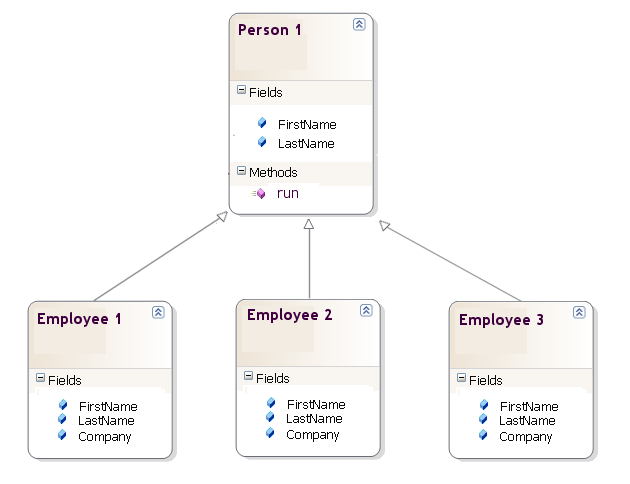 Person 1
Fields
FirstName
LastName
Methods
run
Employee 1
Fields
FirstName
LastName
Company
Employee 2
Fields
FirstName
LastName
Company
Employee 3
Fields
FirstName
LastName
Company